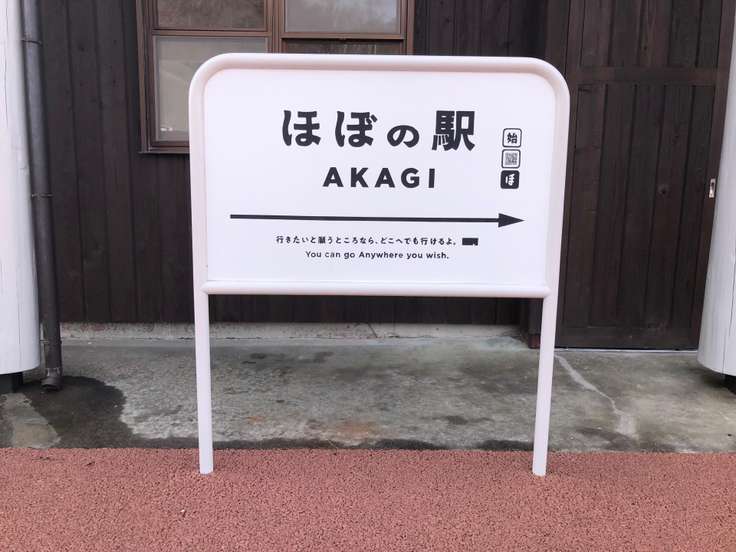 ほぼの駅
AKAGI
始
ほ
行きたいと願うところなら、どこへでも行けるよ。
You can go Anywhere you wish.